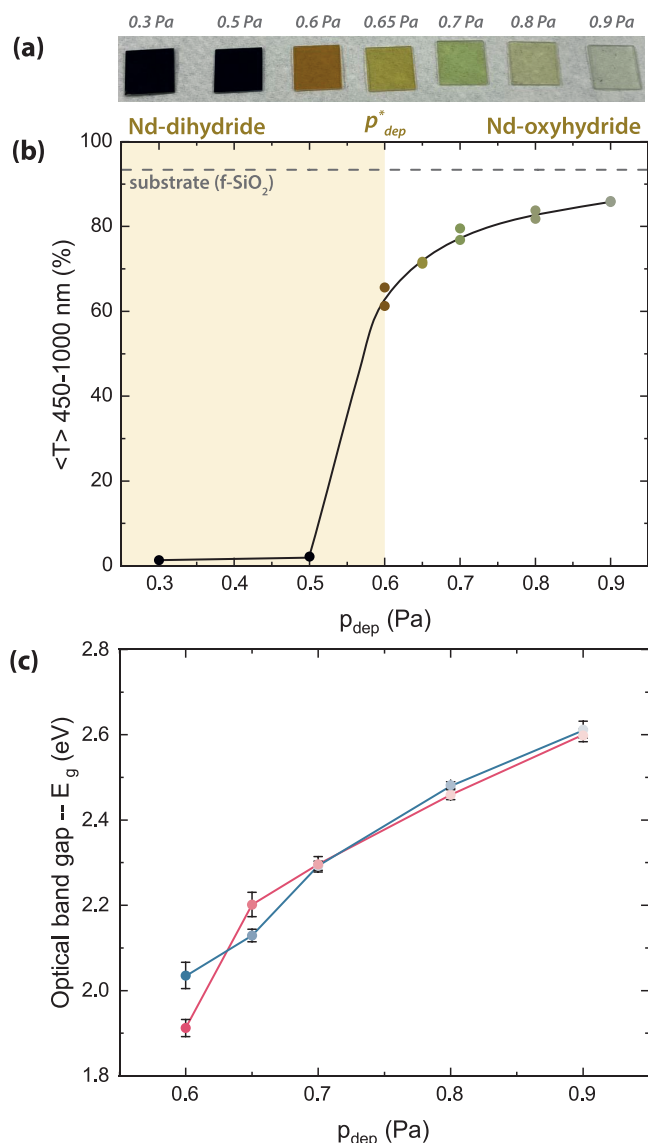 0.3 Pa 0.5 Pa 0.6 Pa 0.65 Pa 0.7 Pa 0.8 Pa 0.9 Pa
(a)
Nd-dihydride p*dep Nd-oxyhydride
(b)
100
substrate (f-SiO2)
80
60
40
20
0
<T> 450-1000 nm (%)
0.3 0.4 0.5 0.6 0.7 0.8 0.9
pdep (Pa)
(c)
2.8
2.6
2.4
2.2
2.0
1.8
Optical band gap -- Eg (eV)
0.6 0.7 0.8 0.9
pdep (Pa)